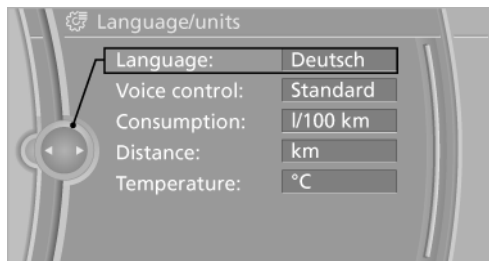 Language/units
Language: Deutsch
Voice control: Standard
Consumption: l/100 km
Distance: km
Temperature: °C